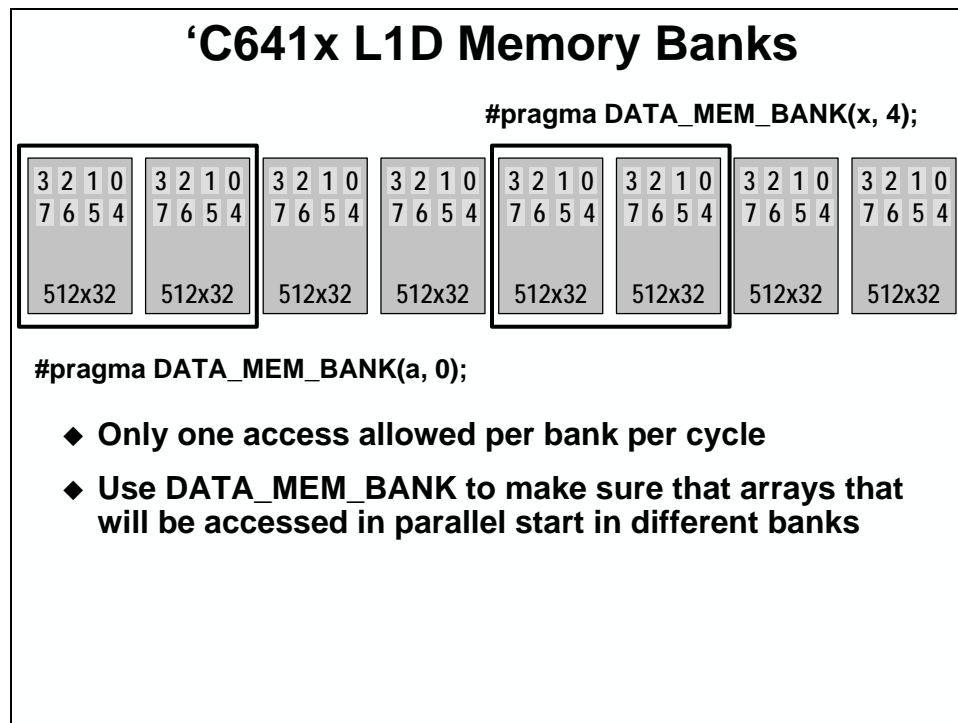 ‘C641x L1D Memory Banks
#pragma DATA_MEM_BANK(x, 4);
3 2 1 0 3 2 1 0 3 2 1 0 3 2 1 0 3 2 1 0 3 2 1 0 3 2 1 0 3 2 1 0
7 6 5 4 7 6 5 4 7 6 5 4 7 6 5 4 7 6 5 4 7 6 5 4 7 6 5 4 7 6 5 4
512x32 512x32 512x32 512x32 512x32 512x32 512x32 512x32
#pragma DATA_MEM_BANK(a, 0);
◆ Only one access allowed per bank per cycle
◆ Use DATA_MEM_BANK to make sure that arrays that
will be accessed in parallel start in different banks